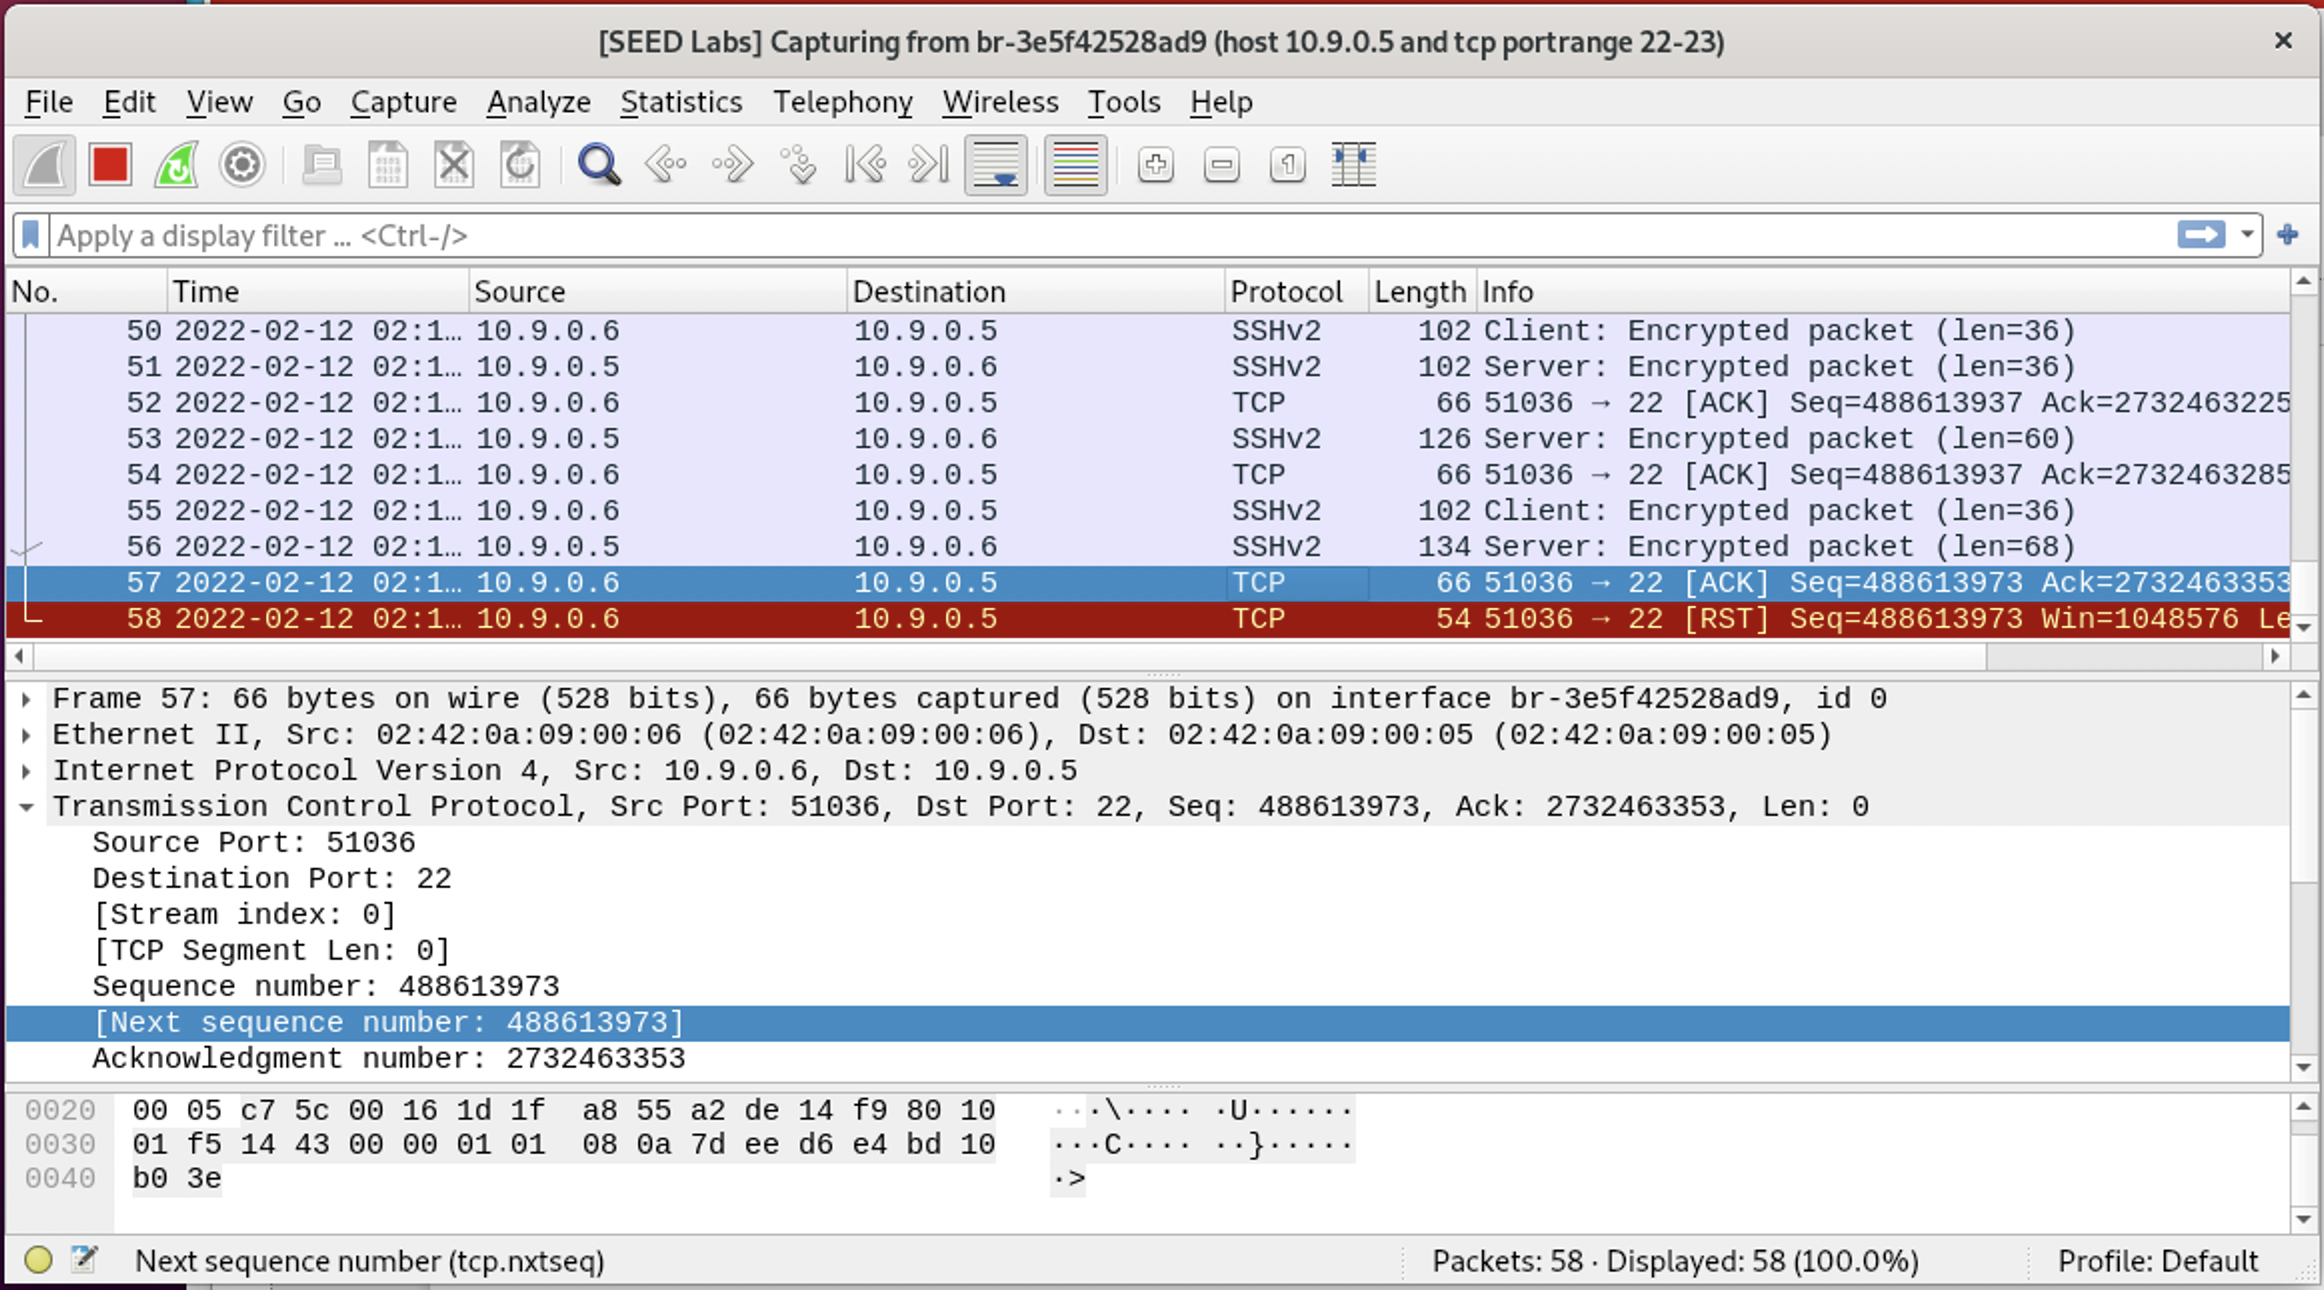 [SEED Labs] Capturing from br-3e5f42528ad9 (host 10.9.0.5 and tcp portrange 22-23)
File Edit View Go Capture Analyze Statistics Telephony Wireless Tools Help
Apply a display filter ... <Ctrl-/>
No. Time Source Destination Protocol Length Info
50 2022-02-12 02:1… 10.9.0.6 10.9.0.5 SSHv2 102 Client: Encrypted packet (len=36)
51 2022-02-12 02:1… 10.9.0.5 10.9.0.6 SSHv2 102 Server: Encrypted packet (len=36)
52 2022-02-12 02:1… 10.9.0.6 10.9.0.5 TCP 66 51036 → 22 [ACK] Seq=488613937 Ack=2732463225
53 2022-02-12 02:1… 10.9.0.5 10.9.0.6 SSHv2 126 Server: Encrypted packet (len=60)
54 2022-02-12 02:1… 10.9.0.6 10.9.0.5 TCP 66 51036 → 22 [ACK] Seq=488613937 Ack=2732463285
55 2022-02-12 02:1… 10.9.0.6 10.9.0.5 SSHv2 102 Client: Encrypted packet (len=36)
56 2022-02-12 02:1… 10.9.0.5 10.9.0.6 SSHv2 134 Server: Encrypted packet (len=68)
57 2022-02-12 02:1… 10.9.0.6 10.9.0.5 TCP 66 51036 → 22 [ACK] Seq=488613973 Ack=2732463353
58 2022-02-12 02:1… 10.9.0.6 10.9.0.5 TCP 54 51036 → 22 [RST] Seq=488613973 Win=1048576 Le
Frame 57: 66 bytes on wire (528 bits), 66 bytes captured (528 bits) on interface br-3e5f42528ad9, id 0
Ethernet II, Src: 02:42:0a:09:00:06 (02:42:0a:09:00:06), Dst: 02:42:0a:09:00:05 (02:42:0a:09:00:05)
Internet Protocol Version 4, Src: 10.9.0.6, Dst: 10.9.0.5
Transmission Control Protocol, Src Port: 51036, Dst Port: 22, Seq: 488613973, Ack: 2732463353, Len: 0
Source Port: 51036
Destination Port: 22
[Stream index: 0]
[TCP Segment Len: 0]
Sequence number: 488613973
[Next sequence number: 488613973]
Acknowledgment number: 2732463353
0020 00 05 c7 5c 00 16 1d 1f a8 55 a2 de 14 f9 80 10 ···\···· ·U······
0030 01 f5 14 43 00 00 01 01 08 0a 7d ee d6 e4 bd 10 ···C···· ··}·····
0040 b0 3e ·>
Next sequence number (tcp.nxtseq) Packets: 58 · Displayed: 58 (100.0%) Profile: Default